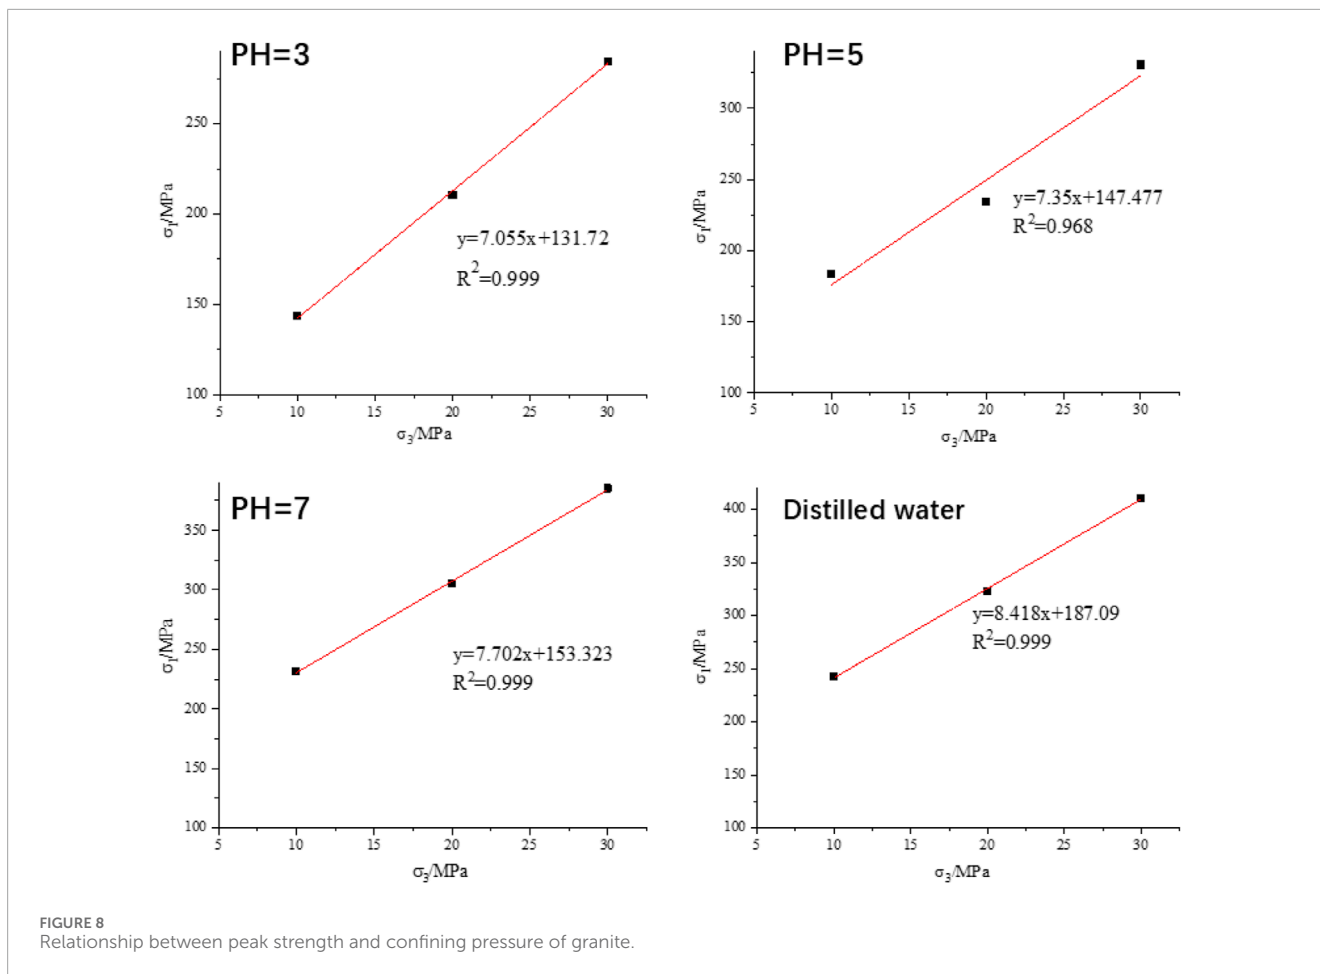 PH=3
250
200
150
100
5
10
15
20
25
30
σ1/MPa
σ3/MPa
y=7.055x+131.72
R2=0.999
PH=5
300
250
200
150
100
5
10
15
20
25
30
σ1/MPa
σ3/MPa
y=7.35x+147.477
R2=0.968
PH=7
350
300
250
200
150
100
5
10
15
20
25
30
σ1/MPa
σ3/MPa
y=7.702x+153.323
R2=0.999
Distilled water
400
350
300
250
200
150
100
5
10
15
20
25
30
σ1/MPa
σ3/MPa
y=8.418x+187.09
R2=0.999
FIGURE 8
Relationship between peak strength and confining pressure of granite.